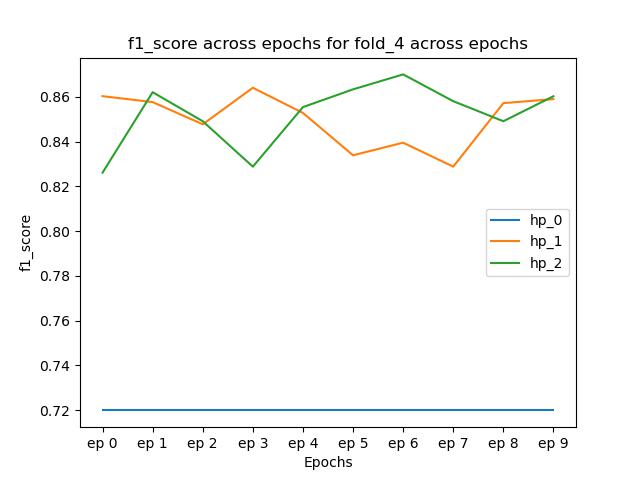 f1_score across epochs for fold_4 across epochs
f1_score
0.86
0.84
0.82
0.80
0.78
0.76
0.74
0.72
hp_0
hp_1
hp_2
ep 0 ep 1 ep 2 ep 3 ep 4 ep 5 ep 6 ep 7 ep 8 ep 9
Epochs